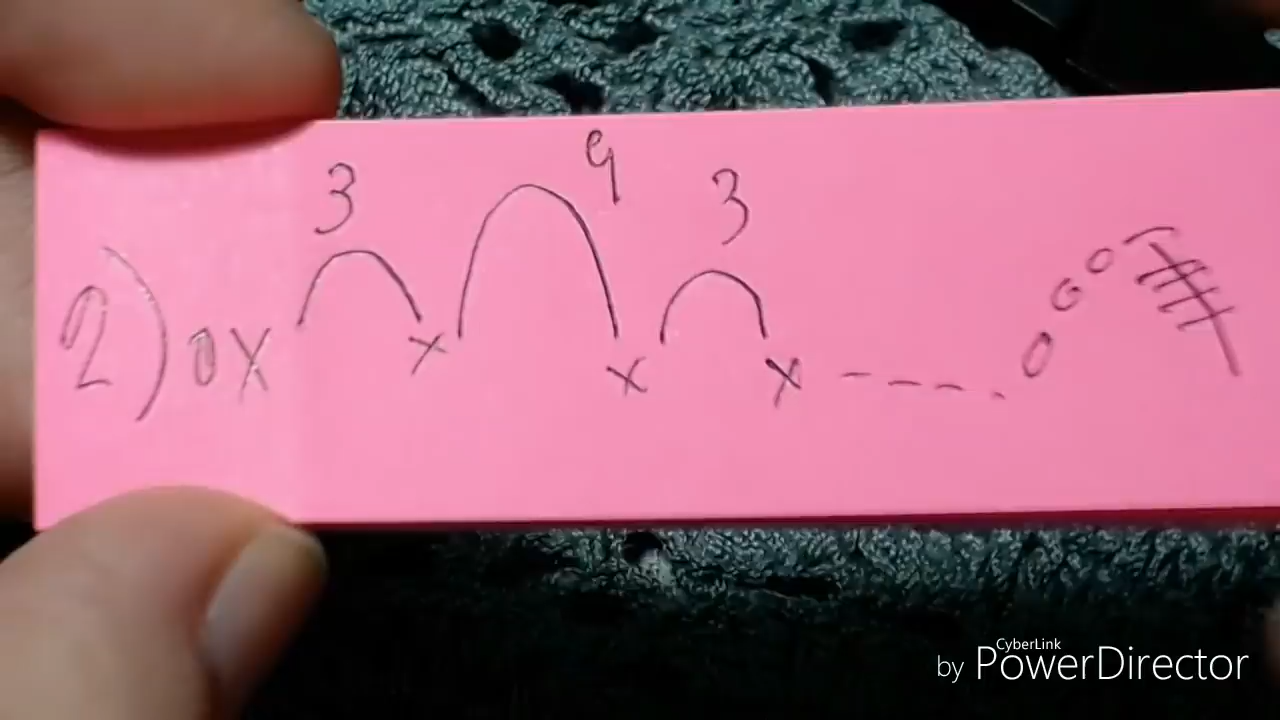 3 9 3
2) 0x x x x ---- 0 0 0
CyberLink
by PowerDirector